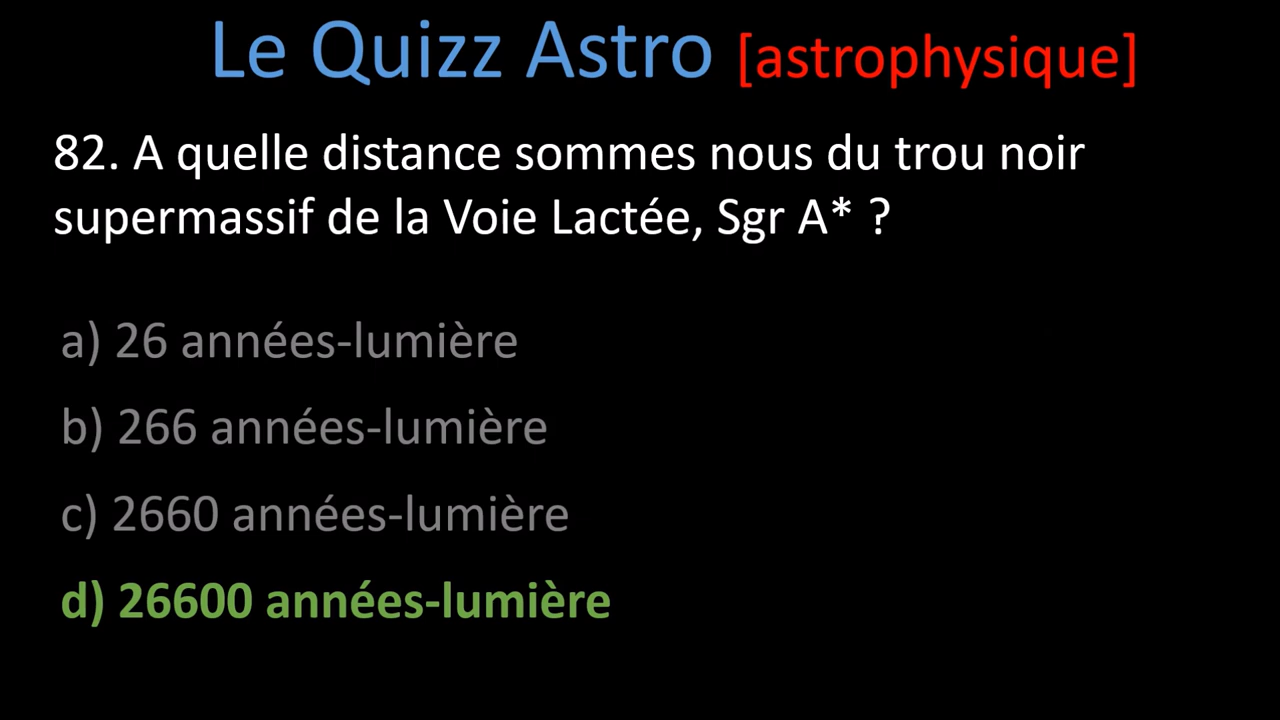 Le Quizz Astro [astrophysique]
82. A quelle distance sommes nous du trou noir
supermassif de la Voie Lactée, Sgr A* ?
a) 26 années-lumière
b) 266 années-lumière
c) 2660 années-lumière
d) 26600 années-lumière